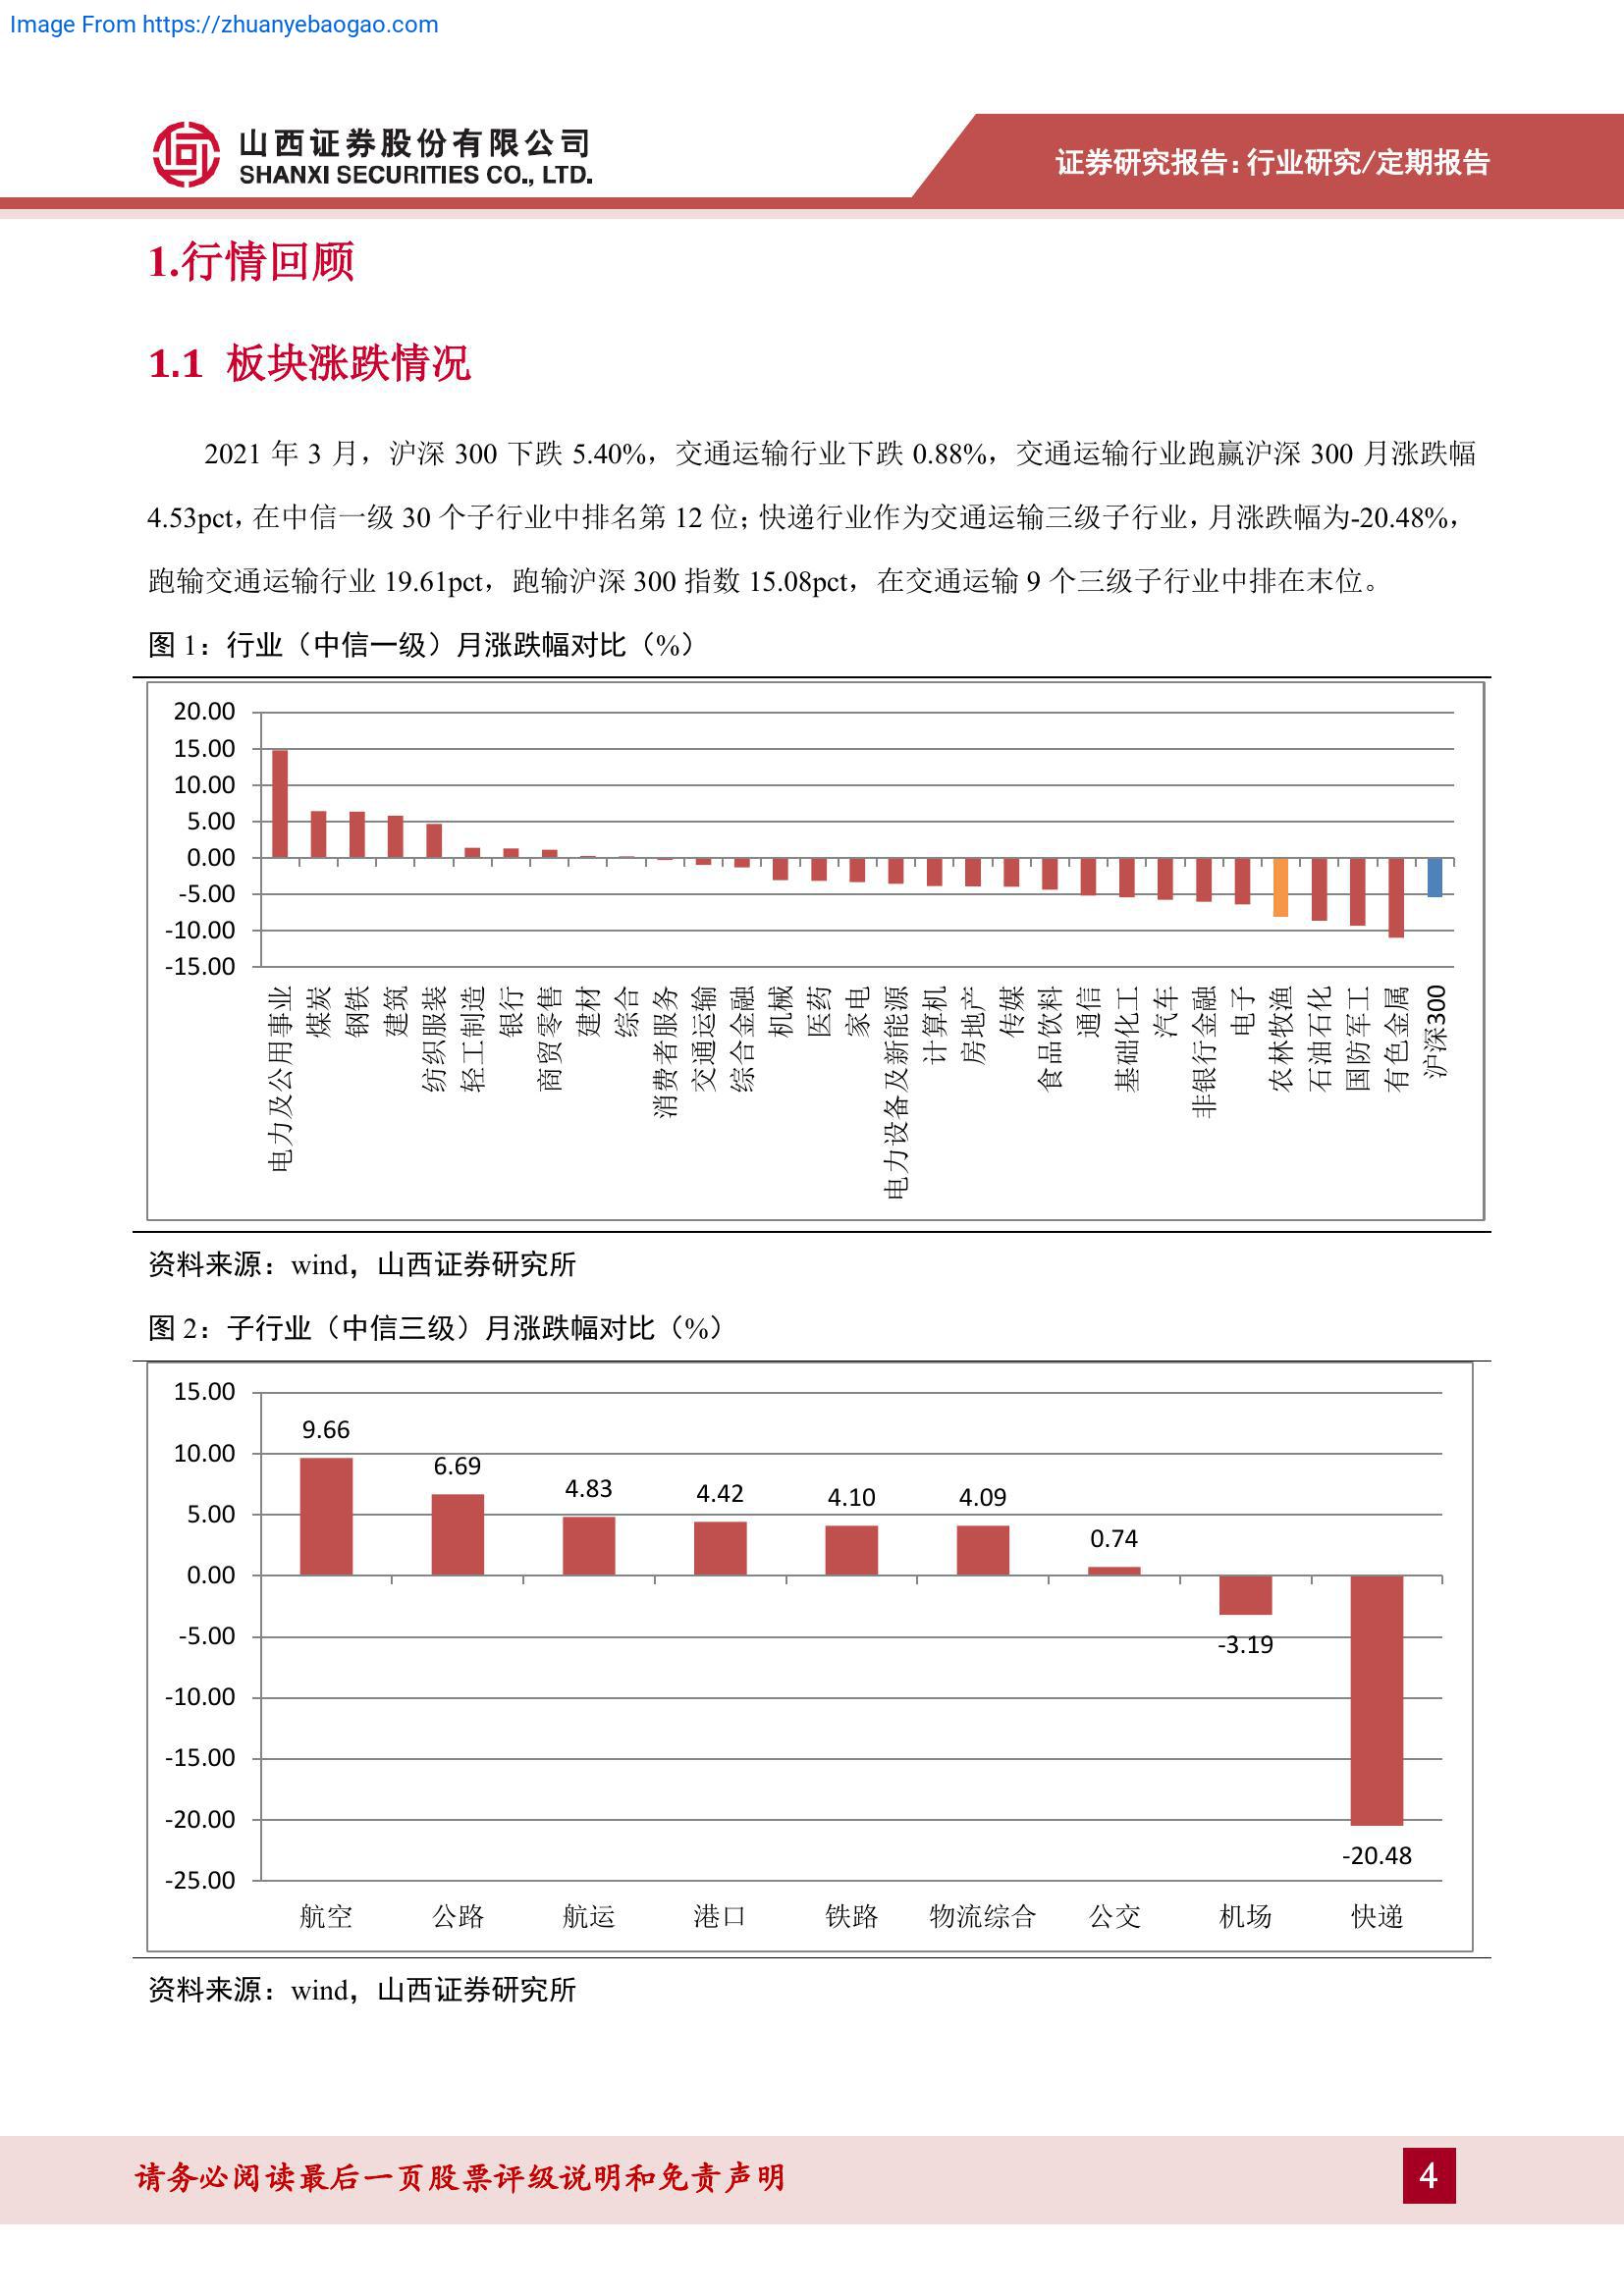 Image From https://zhuanyebaogao.com
山西证券股份有限公司
SHANXI SECURITIES CO., LTD.
证券研究报告:行业研究/定期报告
1.行情回顾
1.1 板块涨跌情况
2021 年 3 月，沪深 300 下跌 5.40%，交通运输行业下跌 0.88%，交通运输行业跑赢沪深 300 月涨跌幅
4.53pct，在中信一级 30 个子行业中排名第 12 位；快递行业作为交通运输三级子行业，月涨跌幅为-20.48%，
跑输交通运输行业 19.61pct，跑输沪深 300 指数 15.08pct，在交通运输 9 个三级子行业中排在末位。
图 1：行业（中信一级）月涨跌幅对比（%）
20.00
15.00
10.00
5.00
0.00
-5.00
-10.00
-15.00
电力及公用事业
煤炭
钢铁
建筑
纺织服装
轻工制造
银行
商贸零售
建材
综合
消费者服务
交通运输
综合金融
机械
医药
家电
电力设备及新能源
计算机
房地产
传媒
食品饮料
通信
基础化工
汽车
非银行金融
电子
农林牧渔
石油石化
国防军工
有色金属
沪深300
资料来源：wind，山西证券研究所
图 2：子行业（中信三级）月涨跌幅对比（%）
15.00
10.00
5.00
0.00
-5.00
-10.00
-15.00
-20.00
-25.00
9.66
6.69
4.83
4.42
4.10
4.09
0.74
-3.19
-20.48
航空
公路
航运
港口
铁路
物流综合
公交
机场
快递
资料来源：wind，山西证券研究所
请务必阅读最后一页股票评级说明和免责声明
4